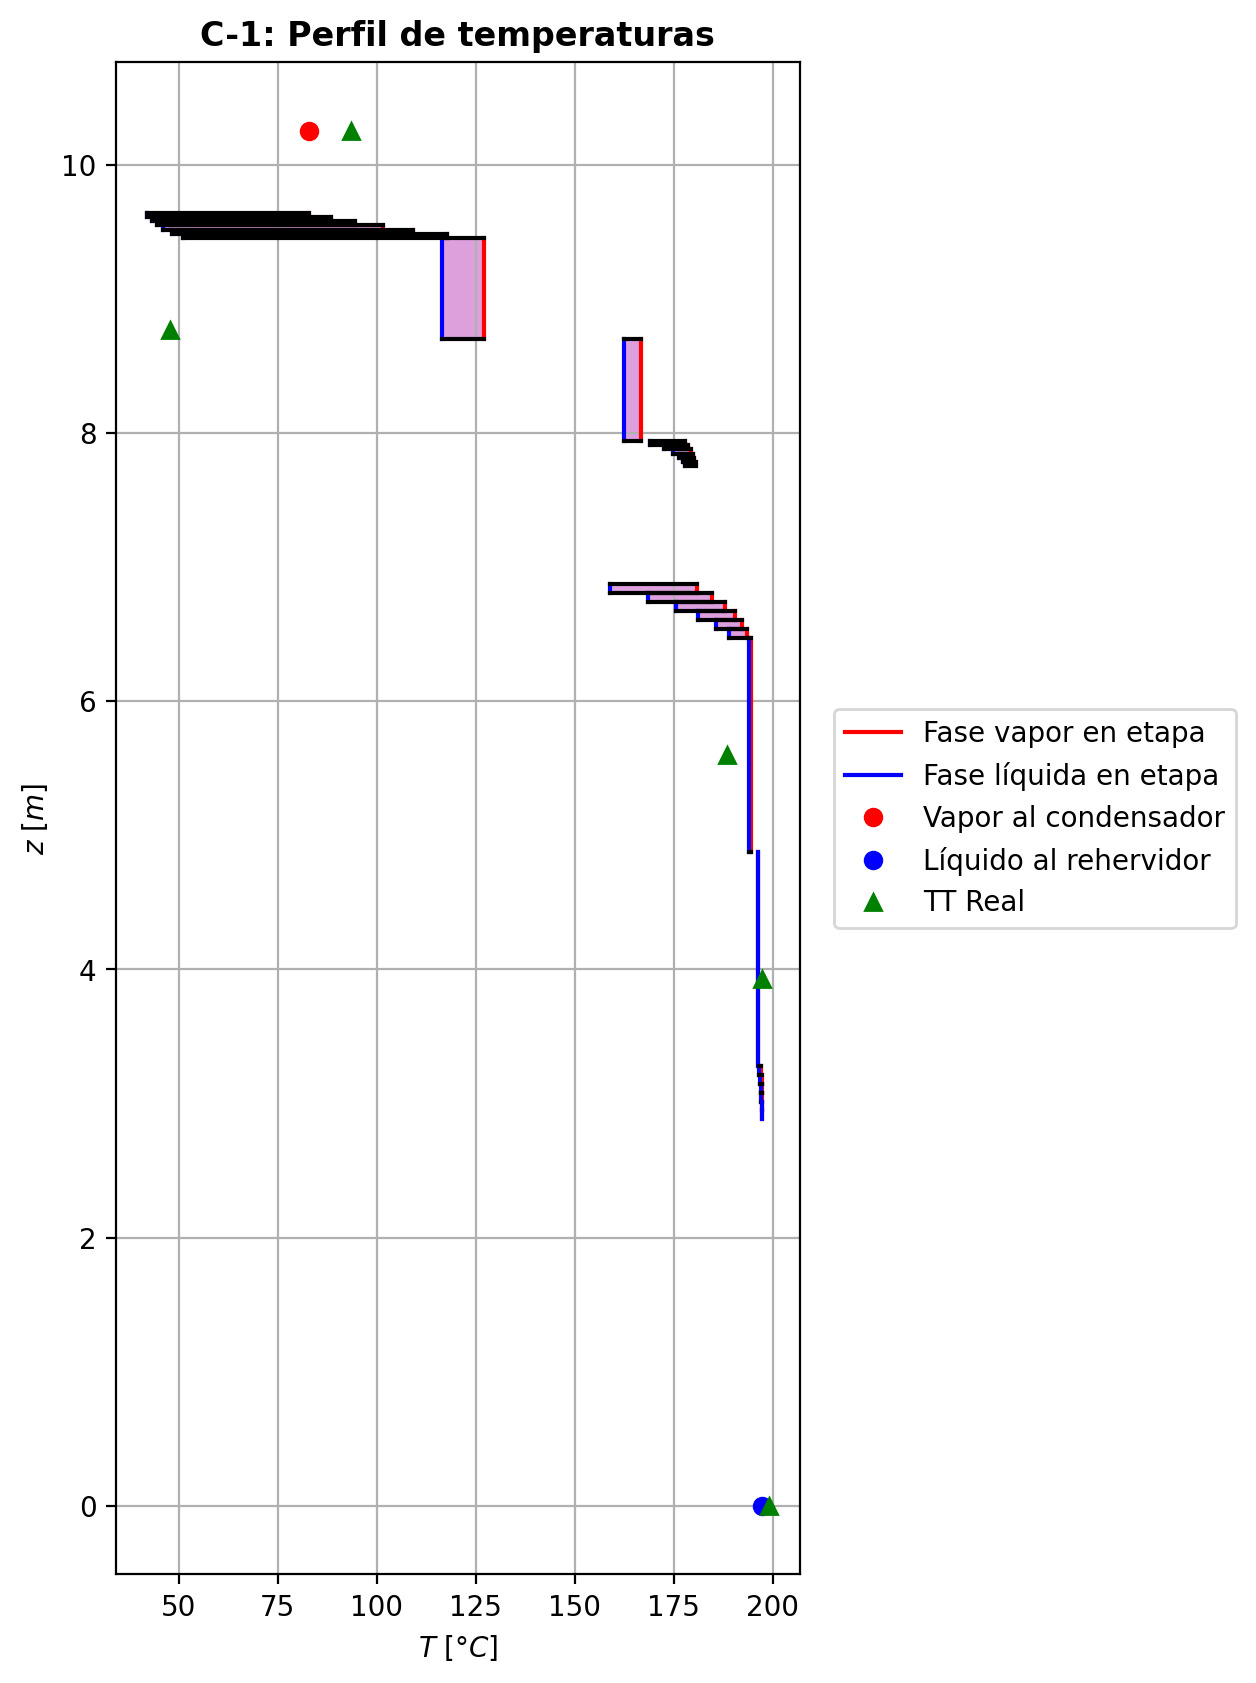 C-1: Perfil de temperaturas
10
8
6
4
2
0
z [m]
50 75 100 125 150 175 200
T [°C]
Fase vapor en etapa
Fase líquida en etapa
Vapor al condensador
Líquido al rehervidor
TT Real